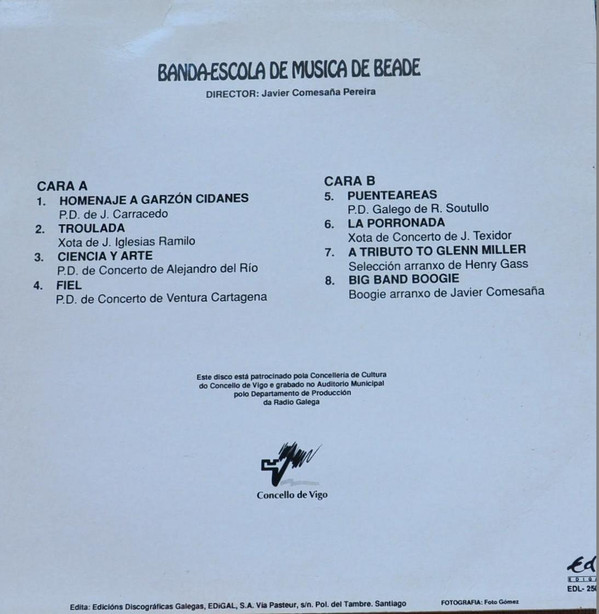 BANDA-ESCOLA DE MUSICA DE BEADE
DIRECTOR: Javier Comesaña Pereira
CARA A
1. HOMENAJE A GARZÓN CIDANES
P.D. de J. Carracedo
2. TROULADA
Xota de J. Iglesias Ramilo
3. CIENCIA Y ARTE
P.D. de Concerto de Alejandro del Río
4. FIEL
P.D. de Concerto de Ventura Cartagena
CARA B
5. PUENTEAREAS
P.D. Galego de R. Soutullo
6. LA PORRONADA
Xota de Concerto de J. Texidor
7. A TRIBUTO TO GLENN MILLER
Selección arranxo de Henry Gass
8. BIG BAND BOOGIE
Boogie arranxo de Javier Comesaña
Este disco está patrocinado pola Concellería de Cultura
do Concello de Vigo e grabado no Auditorio Municipal
polo Departamento de Producción
da Radio Galega
Concello de Vigo
Edita: Edicións Discográficas Galegas, EDiGAL, S.A. Vía Pasteur, s/n. Pol. del Tambre. Santiago
FOTOGRAFIA: Foto Gómez